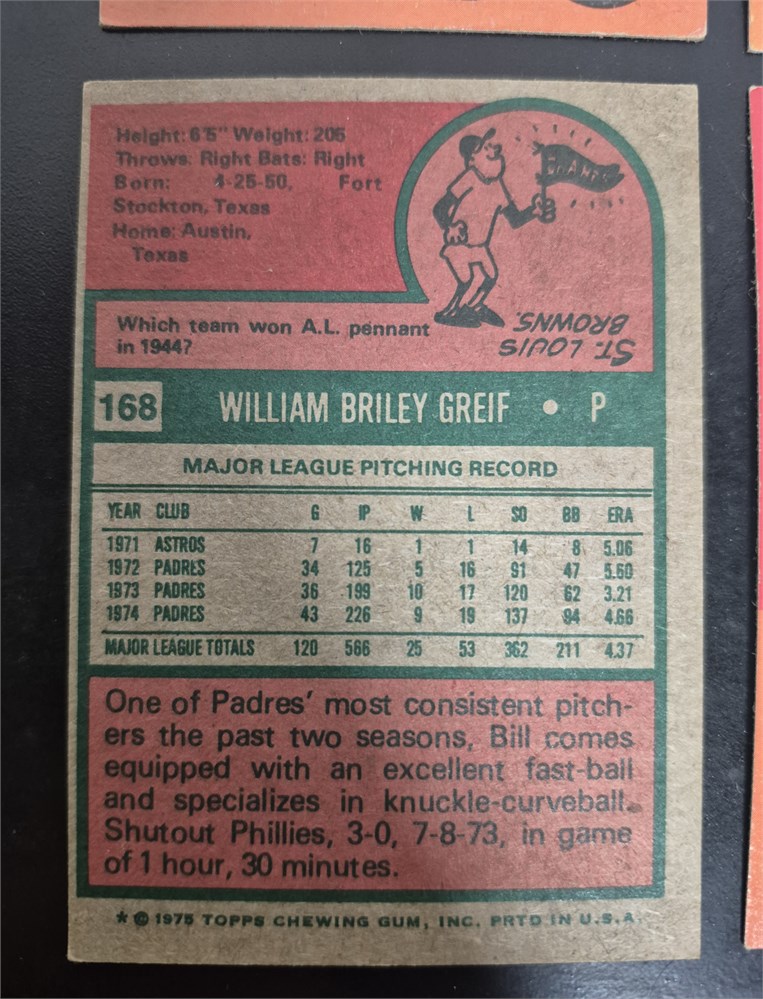 Height: 6'5" Weight: 205
Throws: Right Bats: Right
Born: 4-25-50, Fort
Stockton, Texas
Home: Austin,
Texas
Which team won A.L. pennant
in 1944?
ST. LOUIS
BROWNS.
168 WILLIAM BRILEY GREIF • P
MAJOR LEAGUE PITCHING RECORD
YEAR CLUB G IP W L SO BB ERA
1971 ASTROS 7 16 1 1 14 8 5.06
1972 PADRES 34 125 5 16 91 47 5.60
1973 PADRES 36 199 10 17 120 62 3.21
1974 PADRES 43 226 9 19 137 94 4.66
MAJOR LEAGUE TOTALS 120 566 25 53 362 211 4.37
One of Padres' most consistent pitch-
ers the past two seasons, Bill comes
equipped with an excellent fast-ball
and specializes in knuckle-curveball.
Shutout Phillies, 3-0, 7-8-73, in game
of 1 hour, 30 minutes.
* © 1975 TOPPS CHEWING GUM, INC. PRTD IN U.S.A.